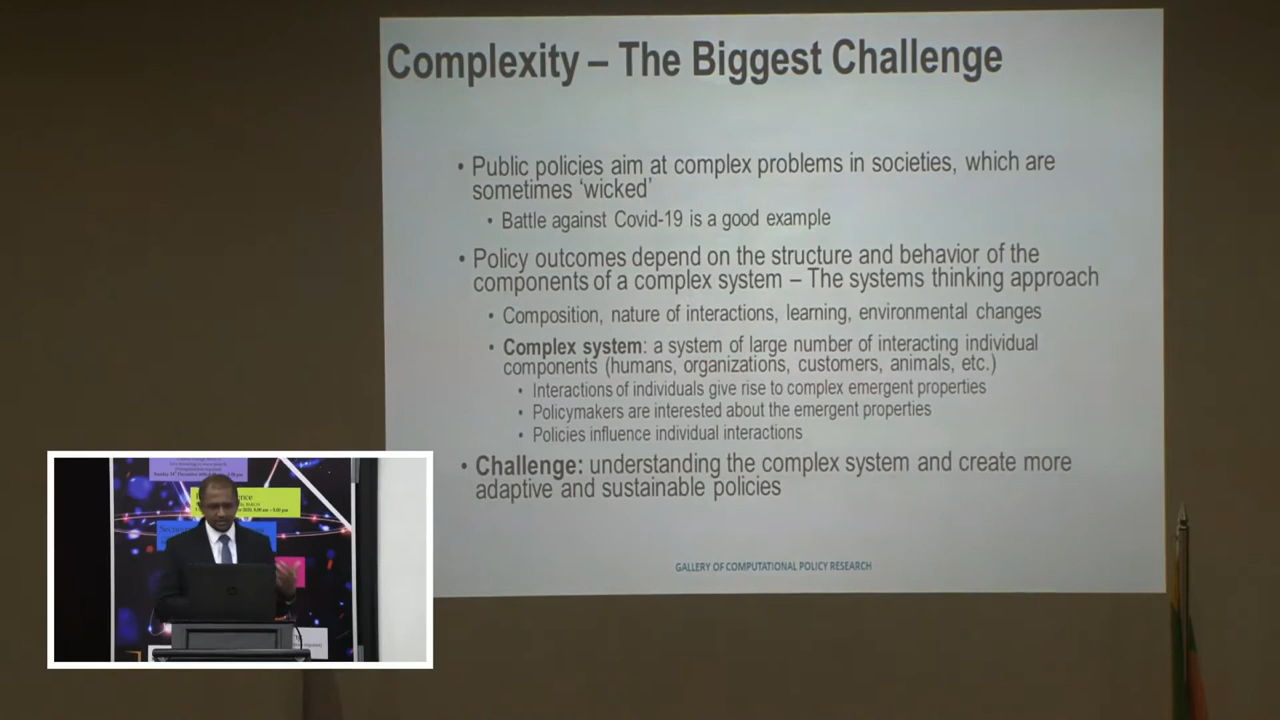 Complexity – The Biggest Challenge
• Public policies aim at complex problems in societies, which are
sometimes ‘wicked’
• Battle against Covid-19 is a good example
• Policy outcomes depend on the structure and behavior of the
components of a complex system – The systems thinking approach
• Composition, nature of interactions, learning, environmental changes
• Complex system: a system of large number of interacting individual
components (humans, organizations, customers, animals, etc.)
• Interactions of individuals give rise to complex emergent properties
• Policymakers are interested about the emergent properties
• Policies influence individual interactions
• Challenge: understanding the complex system and create more
adaptive and sustainable policies
GALLERY OF COMPUTATIONAL POLICY RESEARCH